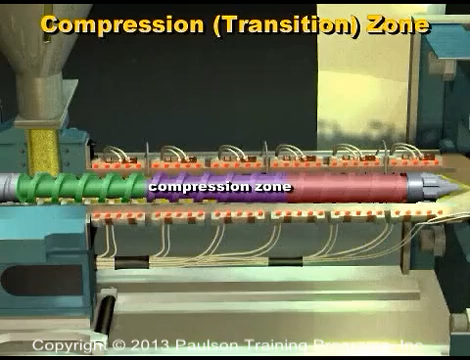 Compression (Transition) Zone
compression zone
Copyright © 2013 Paulson Training Programs, Inc.